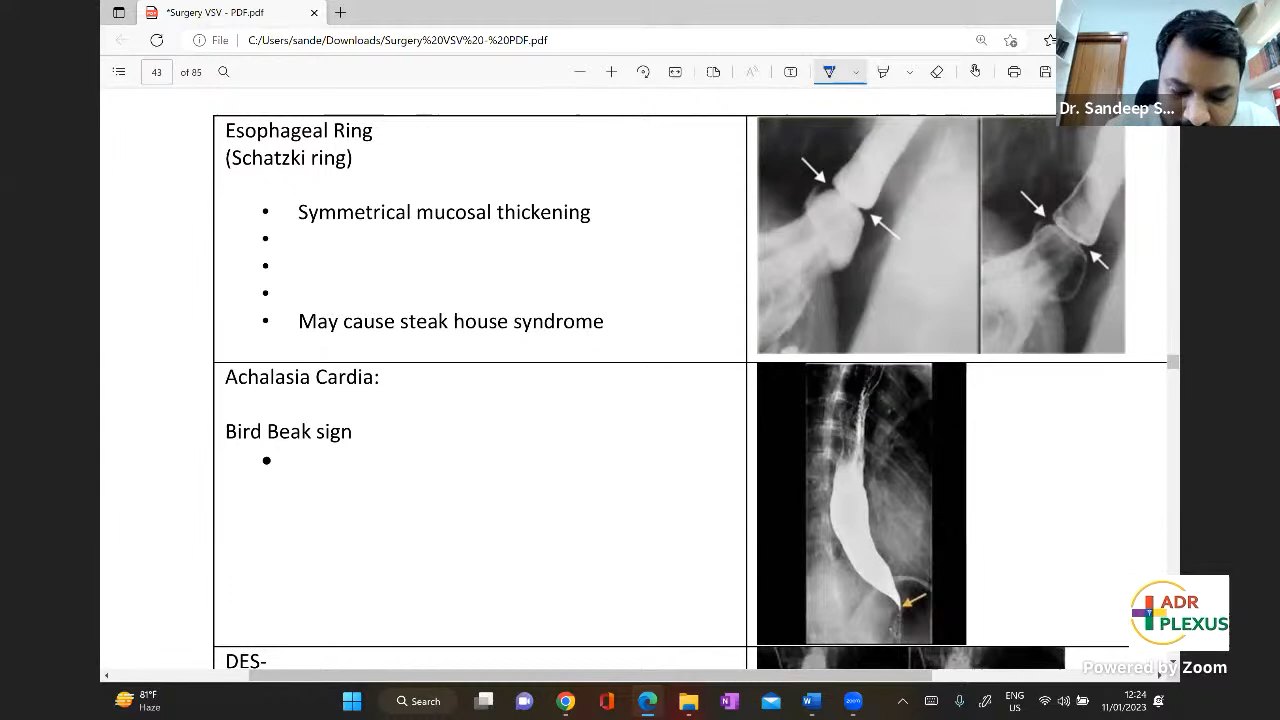 *Surgery VSV - PDF.pdf
File
C:/Users/sande/Downloads/Surgery%20VSV%20-%20PDF.pdf
43 of 85
Dr. Sandeep S...
Esophageal Ring
(Schatzki ring)
• Symmetrical mucosal thickening
•
•
•
• May cause steak house syndrome
Achalasia Cardia:
Bird Beak sign
•
DES-
ADR
PLEXUS
Powered by Zoom
81°F
Haze
Search
ENG
US
12:24
11/01/2023